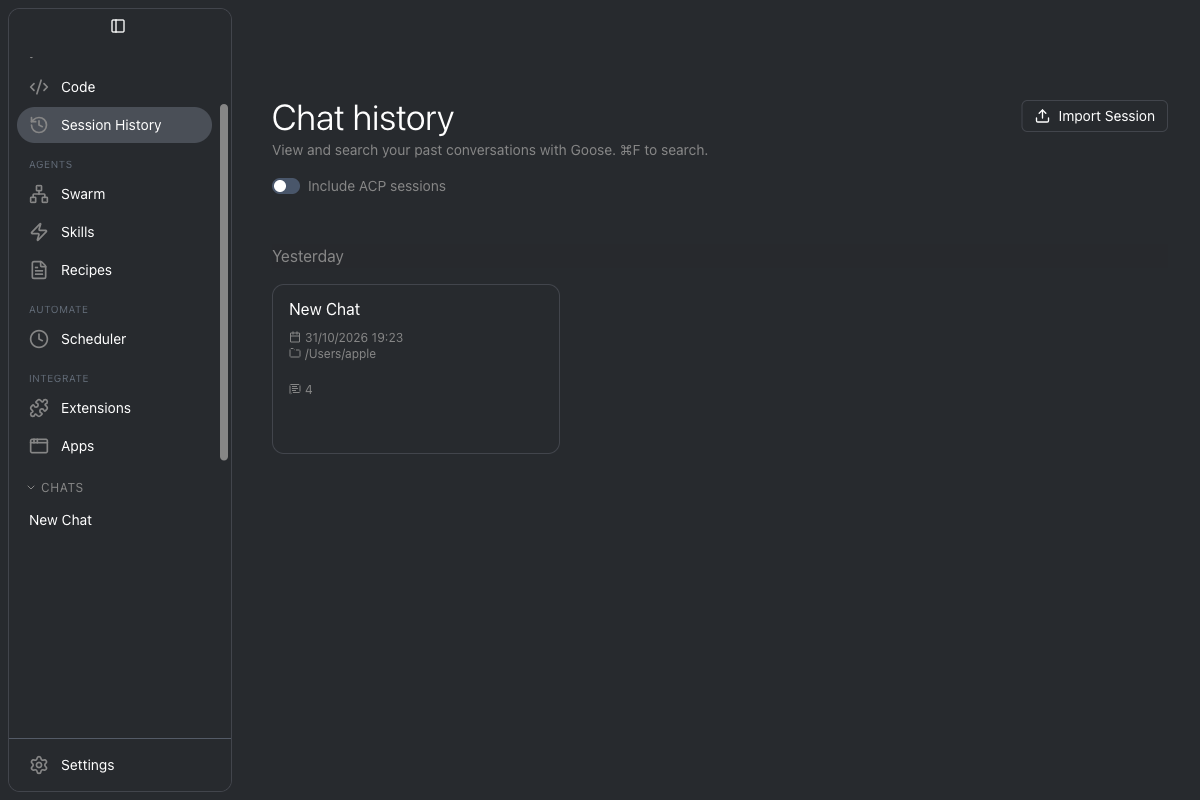 Code
Session History
AGENTS
Swarm
Skills
Recipes
AUTOMATE
Scheduler
INTEGRATE
Extensions
Apps
CHATS
New Chat
Settings
Chat history
Import Session
View and search your past conversations with Goose. ⌘F to search.
Include ACP sessions
Yesterday
New Chat
31/10/2026 19:23
/Users/apple
4